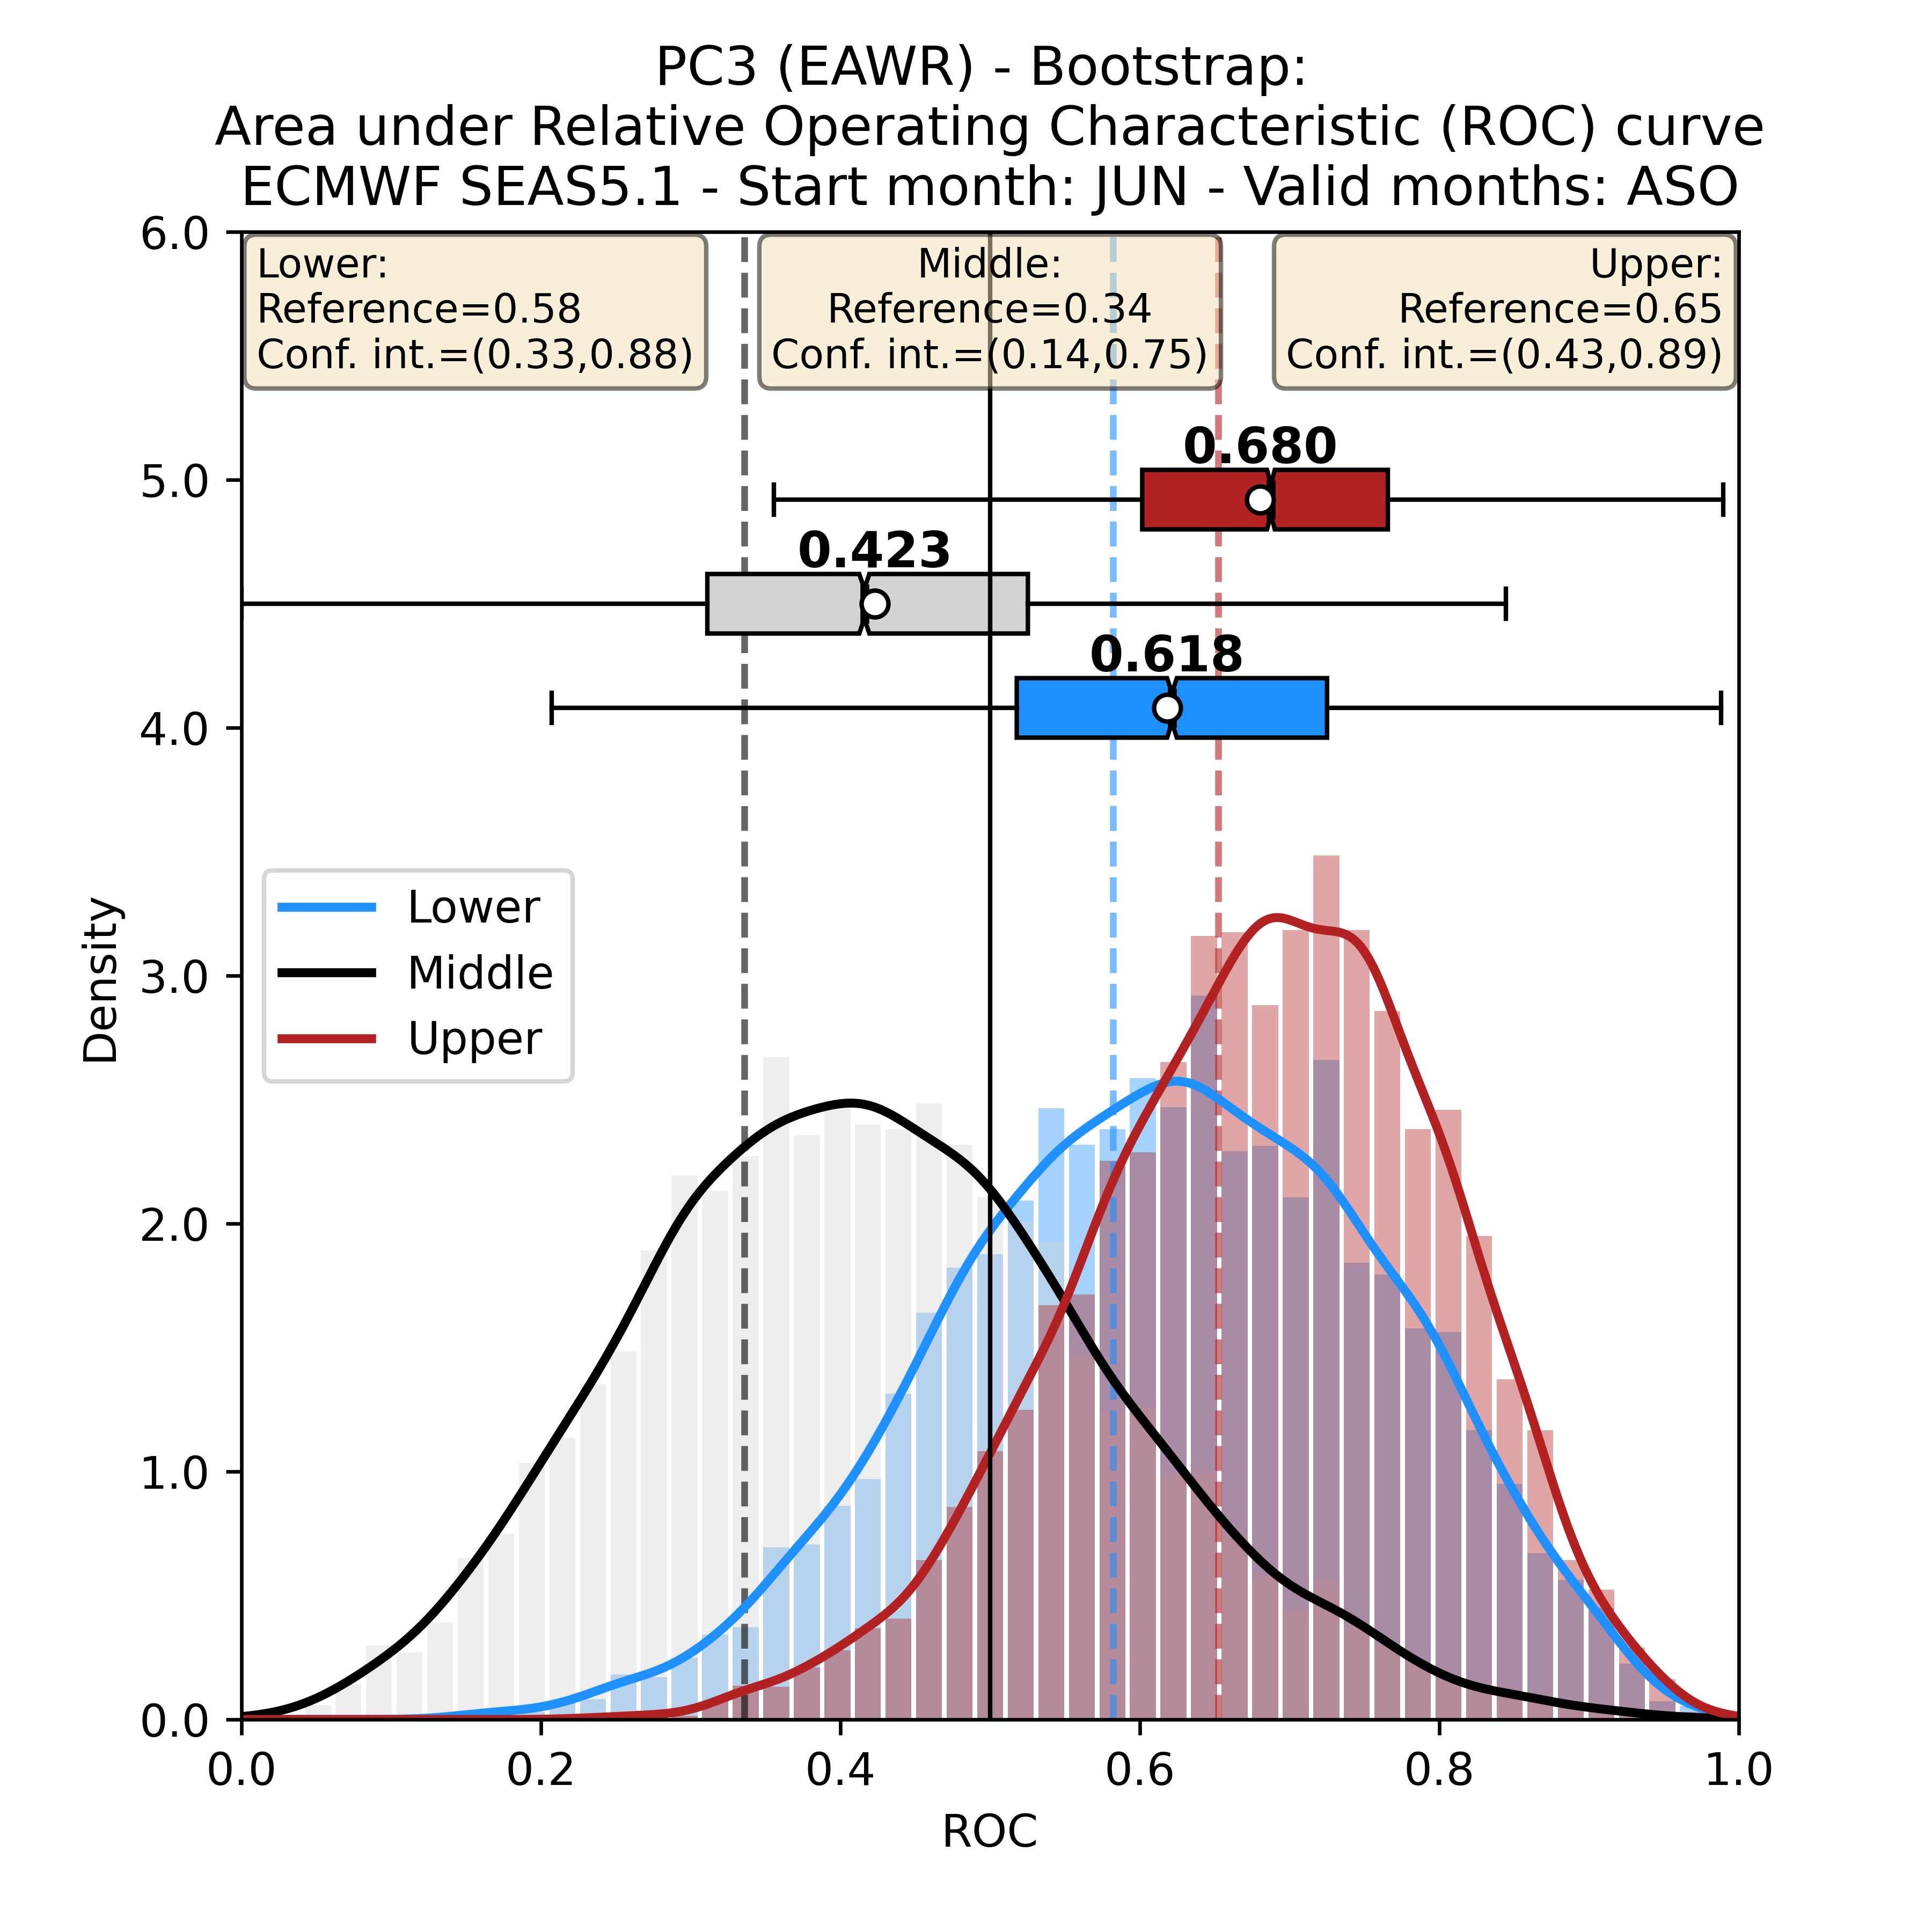 PC3 (EAWR) - Bootstrap:
Area under Relative Operating Characteristic (ROC) curve
ECMWF SEAS5.1 - Start month: JUN - Valid months: ASO
Lower:
Reference=0.58
Conf. int.=(0.33,0.88)
Middle:
Reference=0.34
Conf. int.=(0.14,0.75)
Upper:
Reference=0.65
Conf. int.=(0.43,0.89)
0.680
0.423
0.618
Lower
Middle
Upper
Density
6.0
5.0
4.0
3.0
2.0
1.0
0.0
0.0
0.2
0.4
0.6
0.8
1.0
ROC